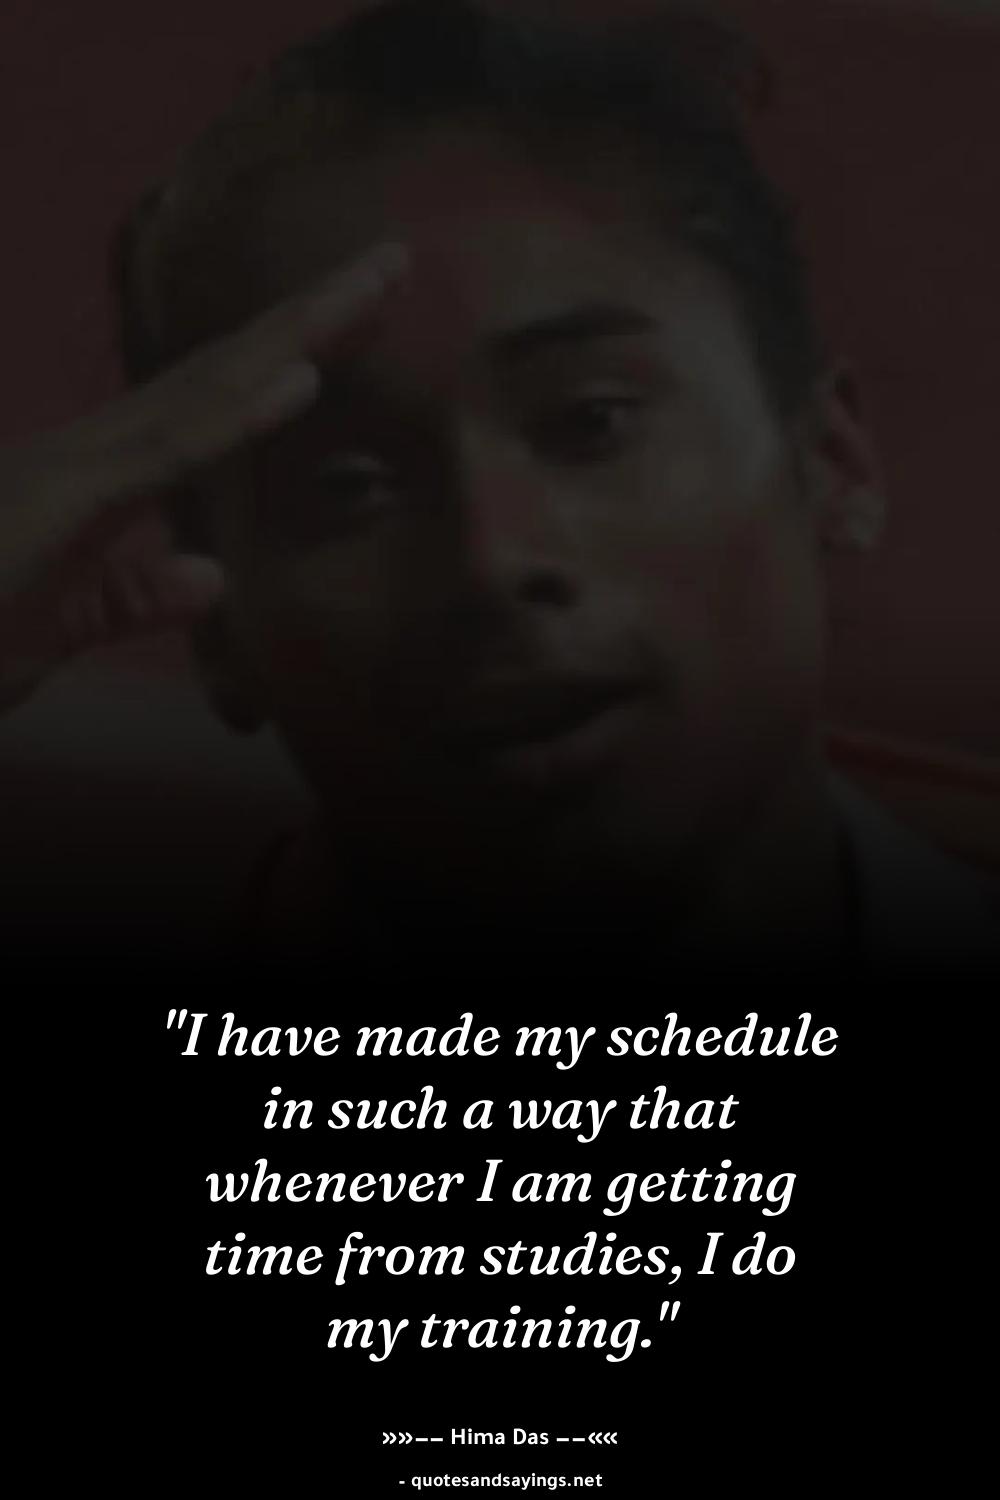 "I have made my schedule
in such a way that
whenever I am getting
time from studies, I do
my training."
»»–– Hima Das ––««
- quotesandsayings.net